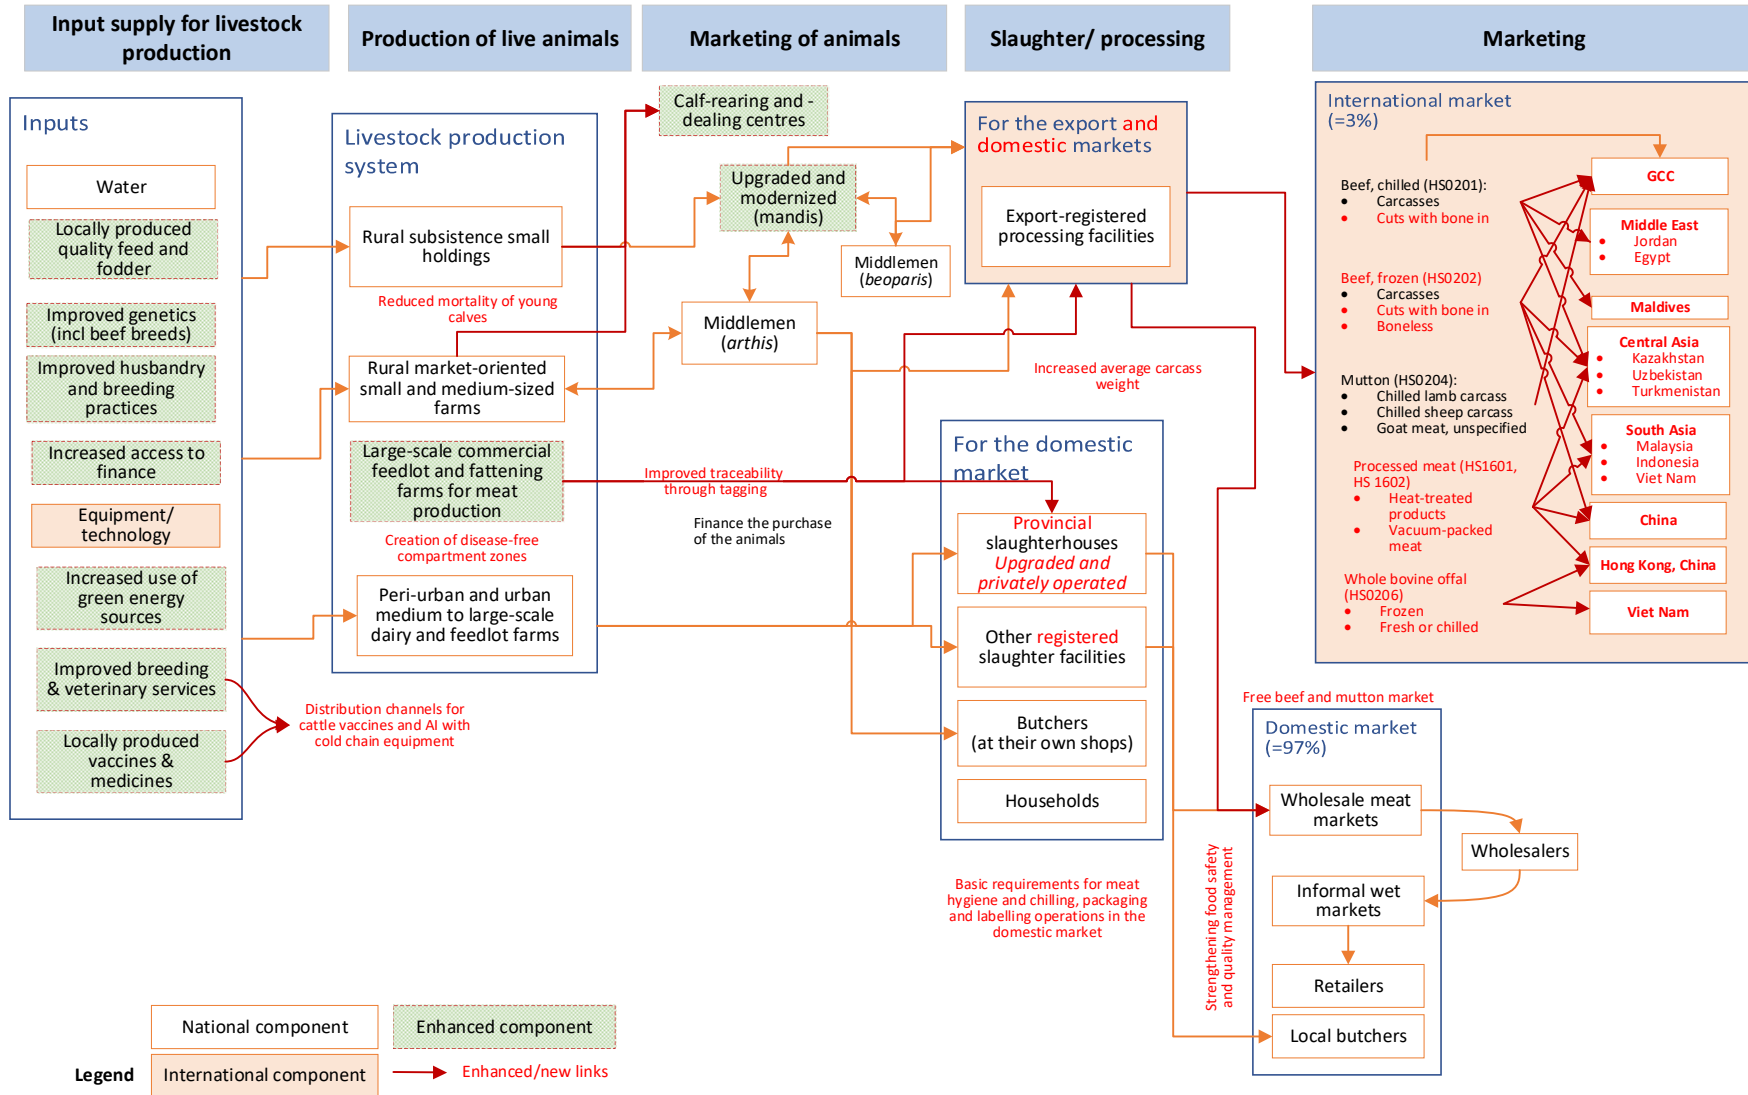 Input supply for livestock
production
Production of live animals
Marketing of animals
Slaughter/ processing
Marketing
Inputs
Water
Locally produced
quality feed and
fodder
Improved genetics
(incl beef breeds)
Improved husbandry
and breeding
practices
Increased access to
finance
Equipment/
technology
Increased use of
green energy
sources
Improved breeding
& veterinary services
Locally produced
vaccines &
medicines
Distribution channels for
cattle vaccines and AI with
cold chain equipment
Livestock production
system
Rural subsistence small
holdings
Reduced mortality of young
calves
Rural market-oriented
small and medium-sized
farms
Large-scale commercial
feedlot and fattening
farms for meat
production
Creation of disease-free
compartment zones
Peri-urban and urban
medium to large-scale
dairy and feedlot farms
Calf-rearing and -
dealing centres
Upgraded and
modernized
(mandis)
Middlemen
(beoparis)
Middlemen
(arthis)
Improved traceability
through tagging
Finance the purchase
of the animals
For the export and
domestic markets
Export-registered
processing facilities
Increased average carcass
weight
For the domestic
market
Provincial
slaughterhouses
Upgraded and
privately operated
Other registered
slaughter facilities
Butchers
(at their own shops)
Households
Basic requirements for meat
hygiene and chilling, packaging
and labelling operations in the
domestic market
Strengthening food safety
and quality management
International market
(=3%)
Beef, chilled (HS0201):
● Carcasses
● Cuts with bone in
Beef, frozen (HS0202)
● Carcasses
● Cuts with bone in
● Boneless
Mutton (HS0204):
● Chilled lamb carcass
● Chilled sheep carcass
● Goat meat, unspecified
Processed meat (HS1601,
HS 1602)
● Heat-treated
products
● Vacuum-packed
meat
Whole bovine offal
(HS0206)
● Frozen
● Fresh or chilled
GCC
Middle East
● Jordan
● Egypt
Maldives
Central Asia
● Kazakhstan
● Uzbekistan
● Turkmenistan
South Asia
● Malaysia
● Indonesia
● Viet Nam
China
Hong Kong, China
Viet Nam
Free beef and mutton market
Domestic market
(=97%)
Wholesale meat
markets
Wholesalers
Informal wet
markets
Retailers
Local butchers
Legend
National component
Enhanced component
International component
Enhanced/new links